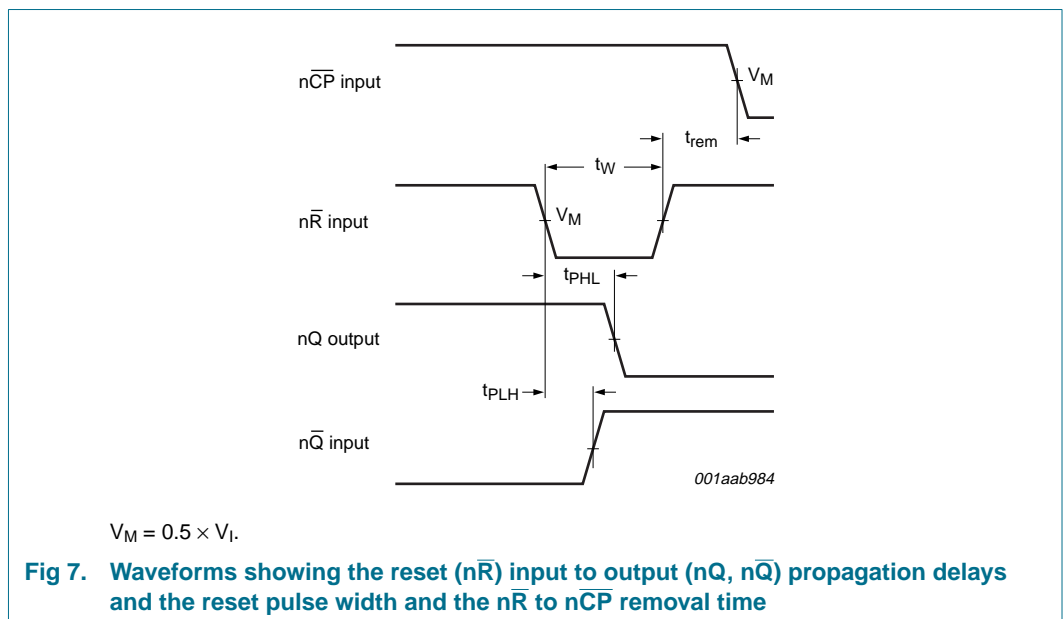 nC̅P̅ input
V_M
t_rem
t_W
nR̅ input
V_M
t_PHL
nQ output
t_PLH
nQ̅ input
001aab984
V_M = 0.5 × V_I.
Fig 7. Waveforms showing the reset (nR̅) input to output (nQ, nQ̅) propagation delays
and the reset pulse width and the nR̅ to nC̅P̅ removal time